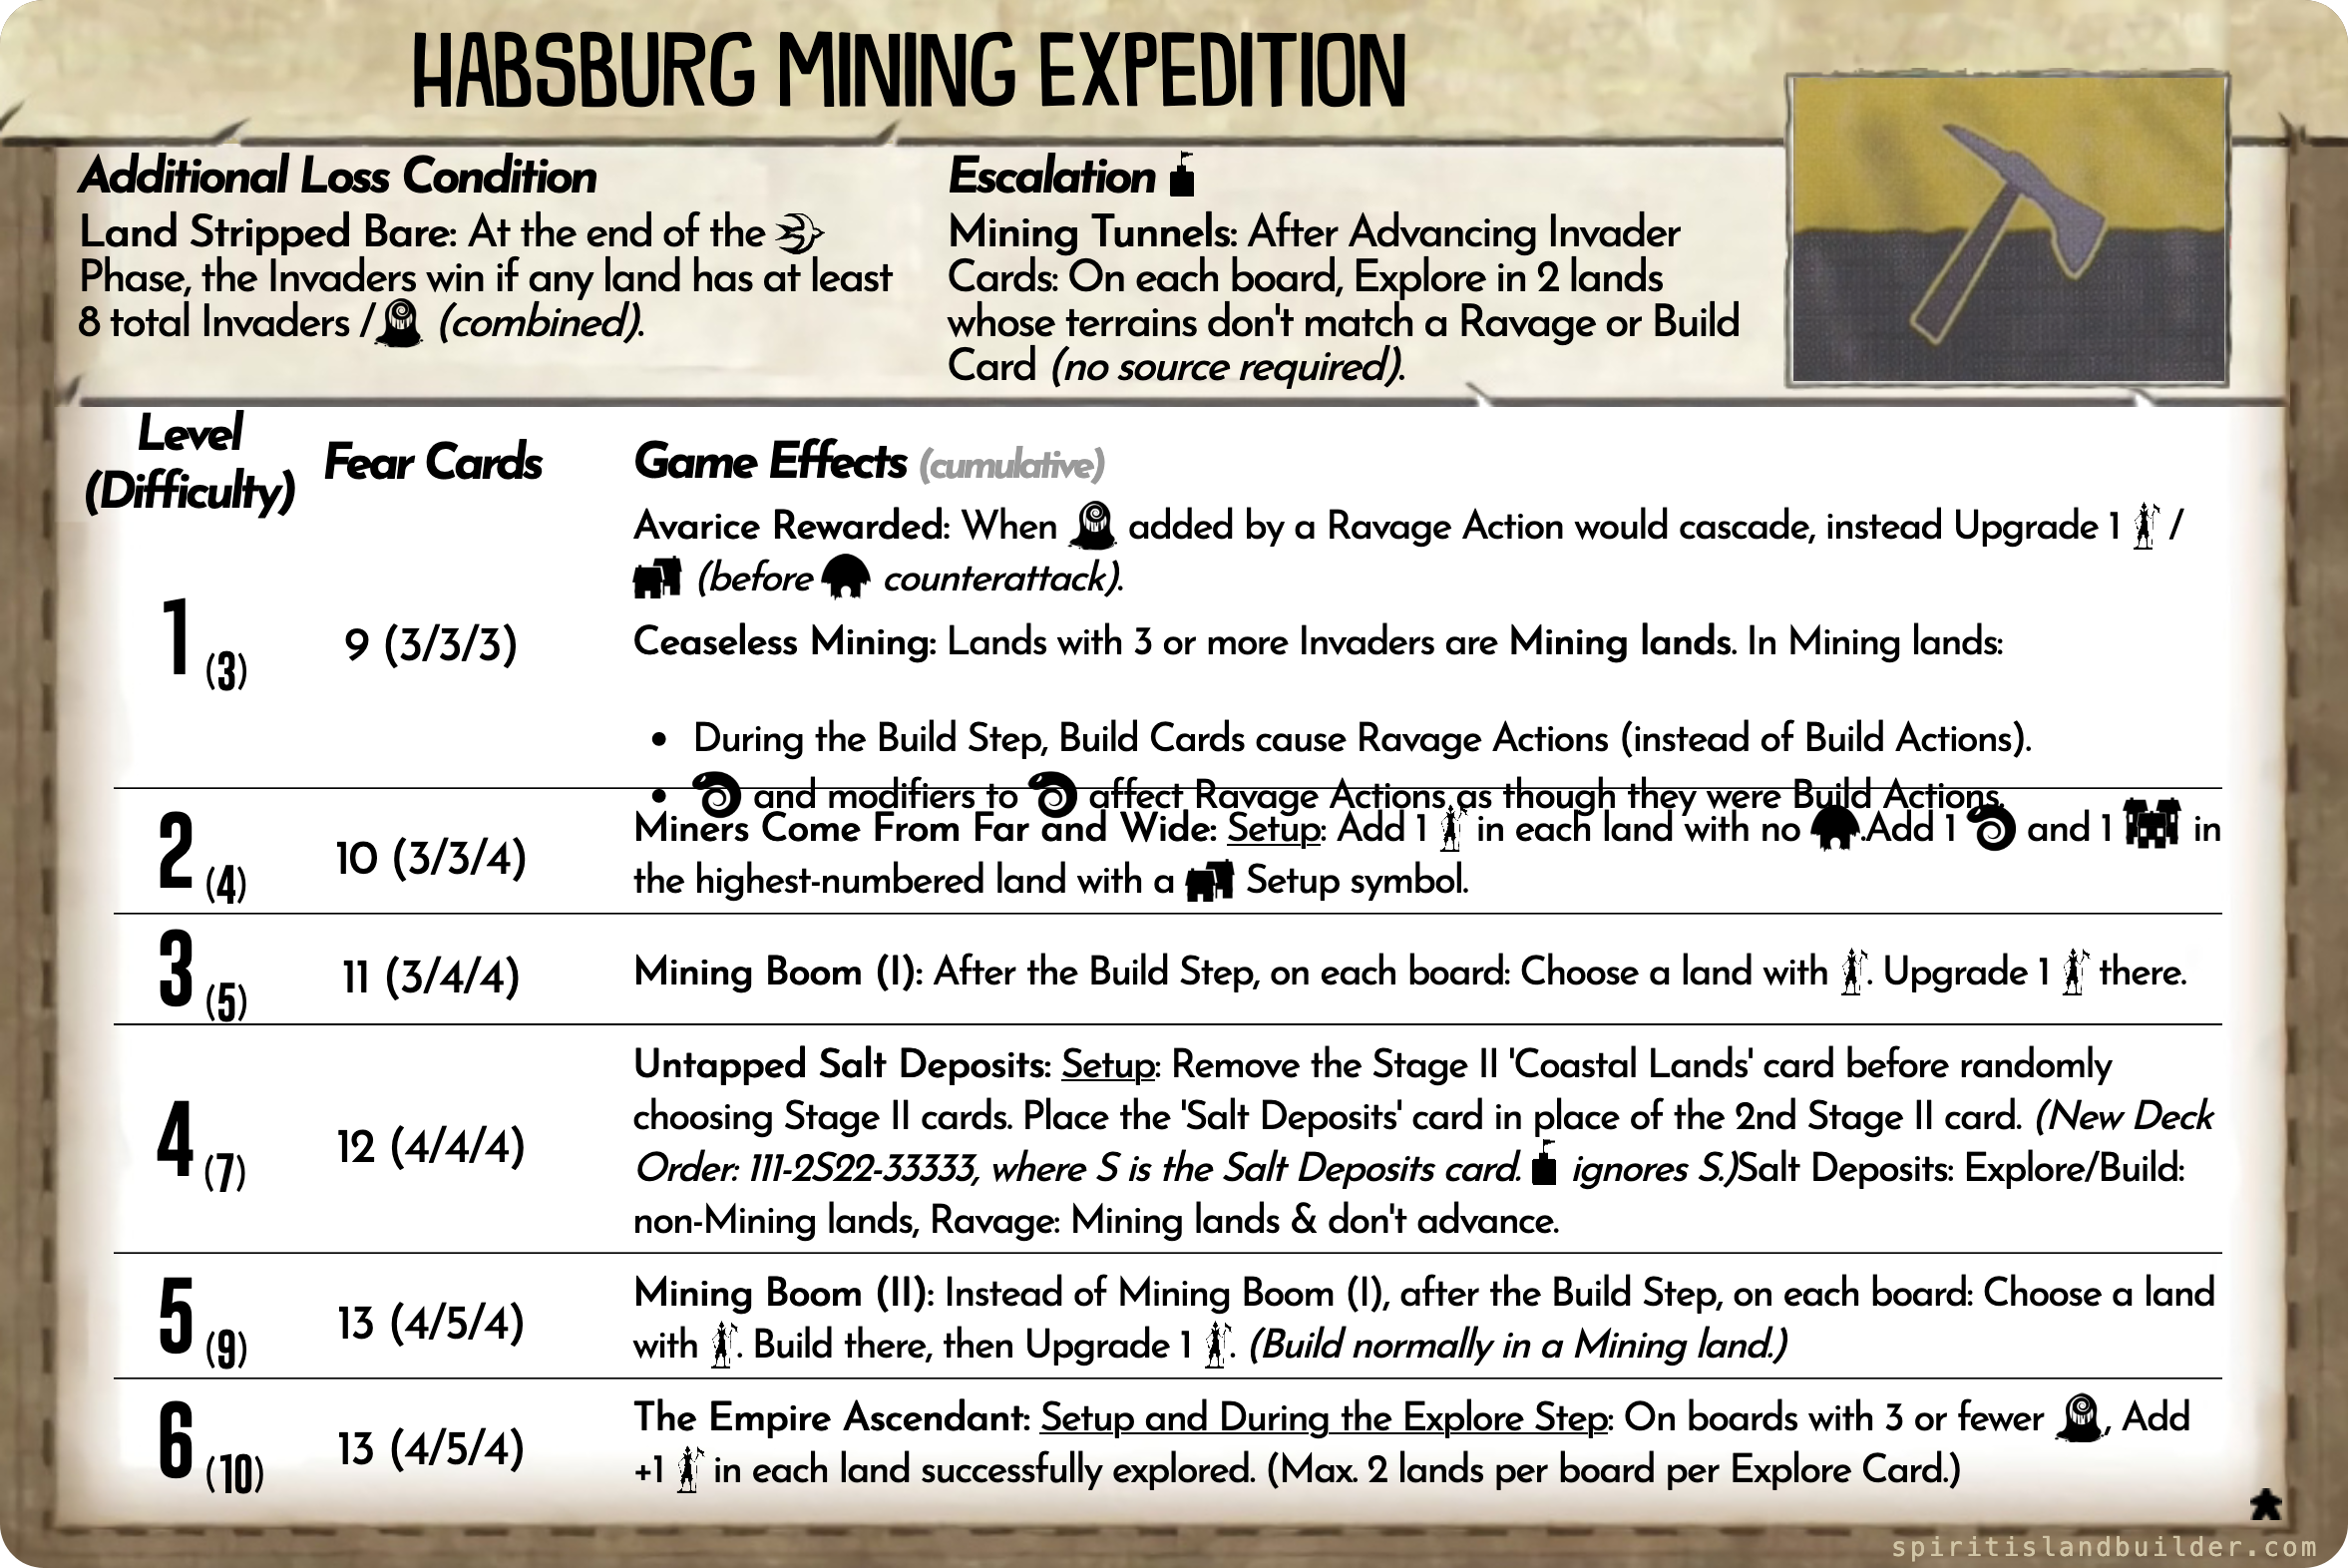 HABSBURG MINING EXPEDITION
Additional Loss Condition
Land Stripped Bare: At the end of the
Phase, the Invaders win if any land has at least
8 total Invaders / (combined).
Escalation
Mining Tunnels: After Advancing Invader
Cards: On each board, Explore in 2 lands
whose terrains don't match a Ravage or Build
Card (no source required).
Level
(Difficulty)
Fear Cards
Game Effects (cumulative)
1 (3)
9 (3/3/3)
Avarice Rewarded: When added by a Ravage Action would cascade, instead Upgrade 1 /
(before counterattack).
Ceaseless Mining: Lands with 3 or more Invaders are Mining lands. In Mining lands:
• During the Build Step, Build Cards cause Ravage Actions (instead of Build Actions).
• and modifiers to affect Ravage Actions as though they were Build Actions.
2 (4)
10 (3/3/4)
Miners Come From Far and Wide: Setup: Add 1 in each land with no .Add 1 and 1 in
the highest-numbered land with a Setup symbol.
3 (5)
11 (3/4/4)
Mining Boom (I): After the Build Step, on each board: Choose a land with . Upgrade 1 there.
4 (7)
12 (4/4/4)
Untapped Salt Deposits: Setup: Remove the Stage II 'Coastal Lands' card before randomly
choosing Stage II cards. Place the 'Salt Deposits' card in place of the 2nd Stage II card. (New Deck
Order: 111-2S22-33333, where S is the Salt Deposits card. ignores S.)Salt Deposits: Explore/Build:
non-Mining lands, Ravage: Mining lands & don't advance.
5 (9)
13 (4/5/4)
Mining Boom (II): Instead of Mining Boom (I), after the Build Step, on each board: Choose a land
with . Build there, then Upgrade 1 . (Build normally in a Mining land.)
6 (10)
13 (4/5/4)
The Empire Ascendant: Setup and During the Explore Step: On boards with 3 or fewer , Add
+1 in each land successfully explored. (Max. 2 lands per board per Explore Card.)
spiritislandbuilder.com